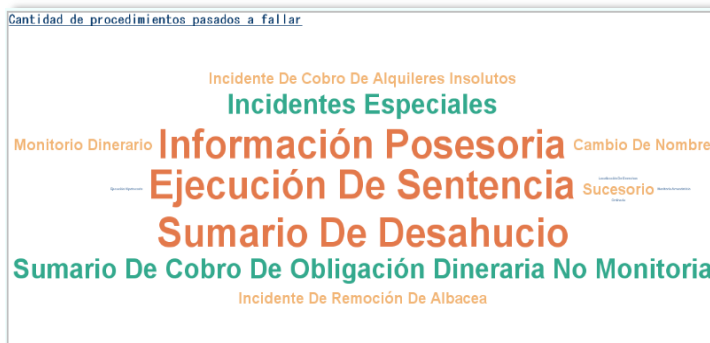 Cantidad de procedimientos pasados a fallar
Incidente De Cobro De Alquileres Insolutos
Incidentes Especiales
Monitorio Dinerario Información Posesoria Cambio De Nombre
Ejecución De Sentencia Sucesorio
Sumario De Desahucio
Sumario De Cobro De Obligación Dineraria No Monitoria
Incidente De Remoción De Albacea